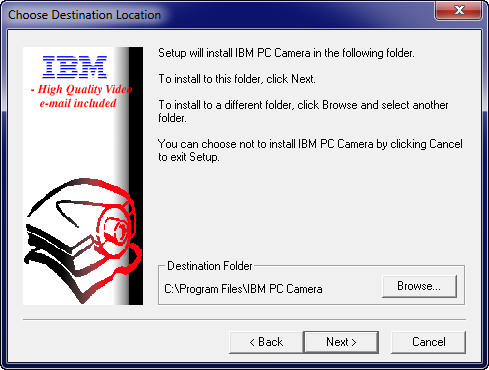 Choose Destination Location
IBM
- High Quality Video
e-mail included
Setup will install IBM PC Camera in the following folder.
To install to this folder, click Next.
To install to a different folder, click Browse and select another
folder.
You can choose not to install IBM PC Camera by clicking Cancel
to exit Setup.
Destination Folder
C:\Program Files\IBM PC Camera
Browse...
< Back
Next >
Cancel